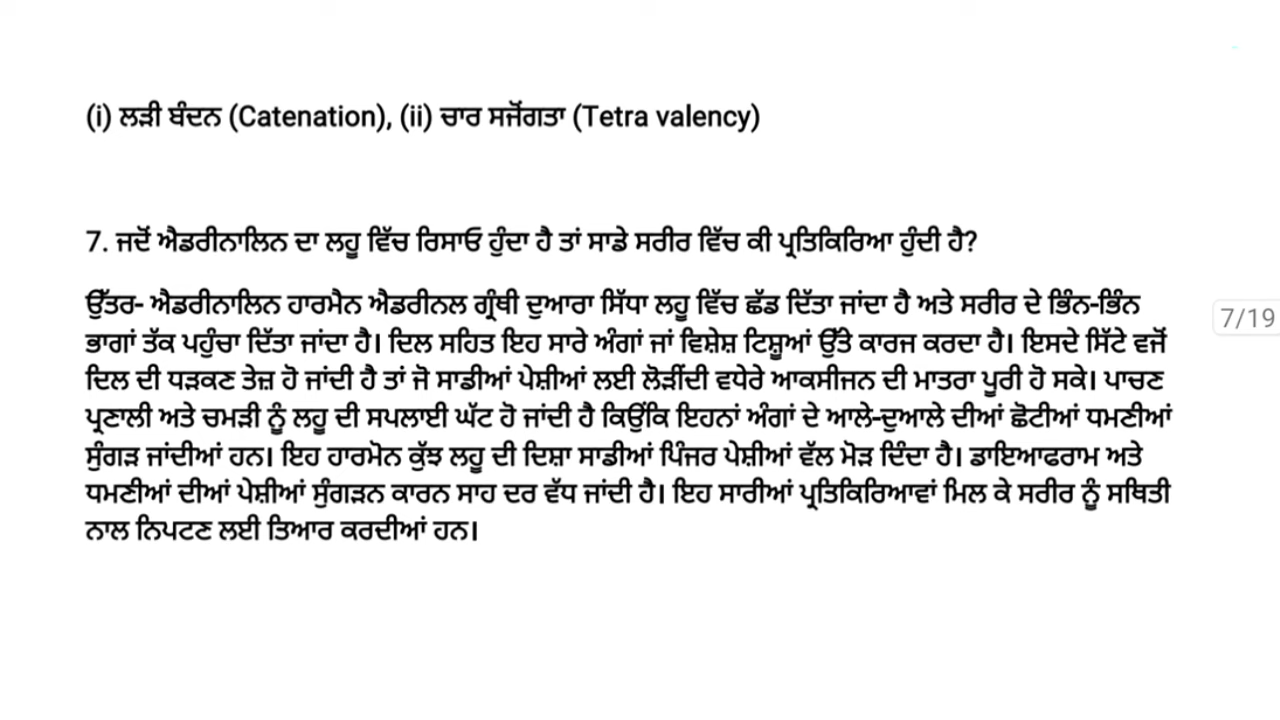 (i) ਲੜੀ ਬੰਦਨ (Catenation), (ii) ਚਾਰ ਸਜੋਂਗਤਾ (Tetra valency)
7. ਜਦੋਂ ਐਡਰੀਨਾਲਿਨ ਦਾ ਲਹੂ ਵਿੱਚ ਰਿਸਾਓ ਹੁੰਦਾ ਹੈ ਤਾਂ ਸਾਡੇ ਸਰੀਰ ਵਿੱਚ ਕੀ ਪ੍ਰਤਿਕਿਰਿਆ ਹੁੰਦੀ ਹੈ?
ਉੱਤਰ- ਐਡਰੀਨਾਲਿਨ ਹਾਰਮੈਨ ਐਡਰੀਨਲ ਗ੍ਰੰਥੀ ਦੁਆਰਾ ਸਿੱਧਾ ਲਹੂ ਵਿੱਚ ਛੱਡ ਦਿੱਤਾ ਜਾਂਦਾ ਹੈ ਅਤੇ ਸਰੀਰ ਦੇ ਭਿੰਨ-ਭਿੰਨ
7/19
ਭਾਗਾਂ ਤੱਕ ਪਹੁੰਚਾ ਦਿੱਤਾ ਜਾਂਦਾ ਹੈ। ਦਿਲ ਸਹਿਤ ਇਹ ਸਾਰੇ ਅੰਗਾਂ ਜਾਂ ਵਿਸ਼ੇਸ਼ ਟਿਸ਼ੂਆਂ ਉੱਤੇ ਕਾਰਜ ਕਰਦਾ ਹੈ। ਇਸਦੇ ਸਿੱਟੇ ਵਜੋਂ
ਦਿਲ ਦੀ ਧੜਕਣ ਤੇਜ਼ ਹੋ ਜਾਂਦੀ ਹੈ ਤਾਂ ਜੋ ਸਾਡੀਆਂ ਪੇਸ਼ੀਆਂ ਲਈ ਲੋੜੀਂਦੀ ਵਧੇਰੇ ਆਕਸੀਜਨ ਦੀ ਮਾਤਰਾ ਪੂਰੀ ਹੋ ਸਕੇ। ਪਾਚਣ
ਪ੍ਰਣਾਲੀ ਅਤੇ ਚਮੜੀ ਨੂੰ ਲਹੂ ਦੀ ਸਪਲਾਈ ਘੱਟ ਹੋ ਜਾਂਦੀ ਹੈ ਕਿਉਂਕਿ ਇਹਨਾਂ ਅੰਗਾਂ ਦੇ ਆਲੇ-ਦੁਆਲੇ ਦੀਆਂ ਛੋਟੀਆਂ ਧਮਣੀਆਂ
ਸੁੰਗੜ ਜਾਂਦੀਆਂ ਹਨ। ਇਹ ਹਾਰਮੋਨ ਕੁੱਝ ਲਹੂ ਦੀ ਦਿਸ਼ਾ ਸਾਡੀਆਂ ਪਿੰਜਰ ਪੇਸ਼ੀਆਂ ਵੱਲ ਮੋੜ ਦਿੰਦਾ ਹੈ। ਡਾਇਆਫਰਾਮ ਅਤੇ
ਧਮਣੀਆਂ ਦੀਆਂ ਪੇਸ਼ੀਆਂ ਸੁੰਗੜਨ ਕਾਰਨ ਸਾਹ ਦਰ ਵੱਧ ਜਾਂਦੀ ਹੈ। ਇਹ ਸਾਰੀਆਂ ਪ੍ਰਤਿਕਿਰਿਆਵਾਂ ਮਿਲ ਕੇ ਸਰੀਰ ਨੂੰ ਸਥਿਤੀ
ਨਾਲ ਨਿਪਟਣ ਲਈ ਤਿਆਰ ਕਰਦੀਆਂ ਹਨ।